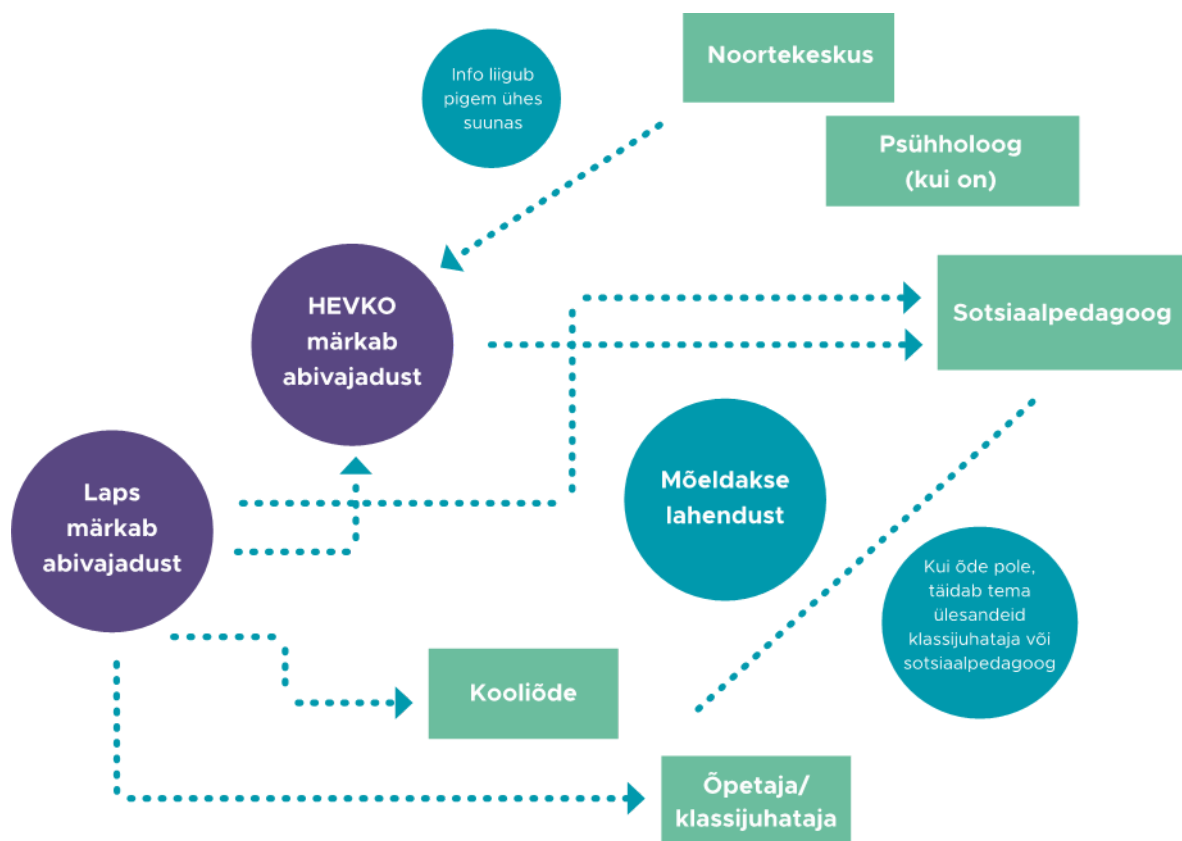 Noortekeskus
Info liigub
pigem ühes
suunas
Psühholoog
(kui on)
HEVKO
märkab
abivajadust
Sotsiaalpedagoog
Laps
märkab
abivajadust
Mõeldakse
lahendust
Kui õde pole,
täidab tema
ülesandeid
klassijuhataja või
sotsiaalpedagoog
Kooliõde
Õpetaja/
klassijuhataja